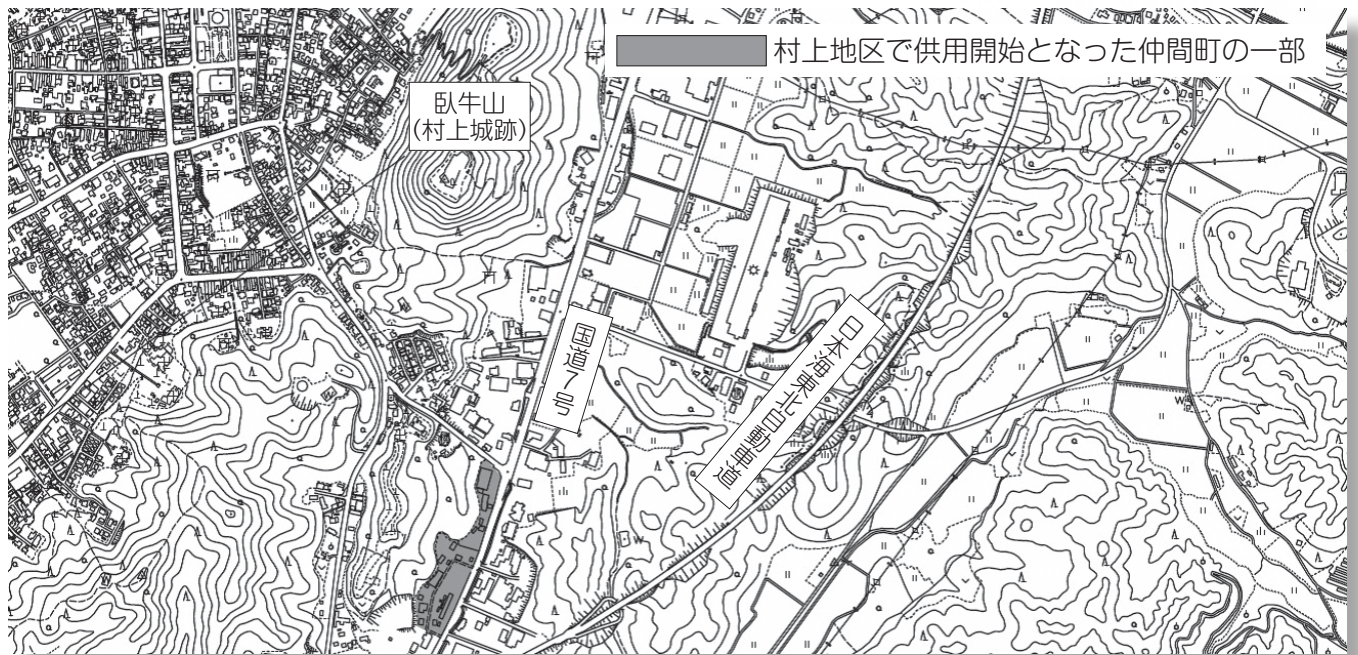 村上地区で供用開始となった仲間町の一部
臥牛山
(村上城跡)
国道7号
日本海東北自動車道